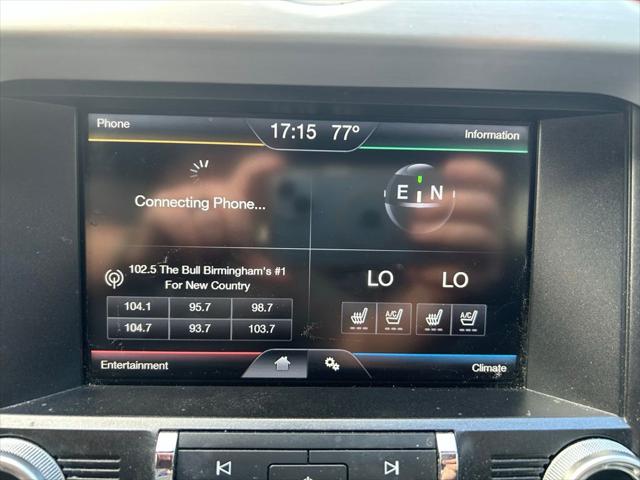 Phone
17:15 77°
Information
Connecting Phone...
E N
102.5 The Bull Birmingham's #1
For New Country
104.1 95.7 98.7
104.7 93.7 103.7
LO LO
A/C A/C
Entertainment
Climate